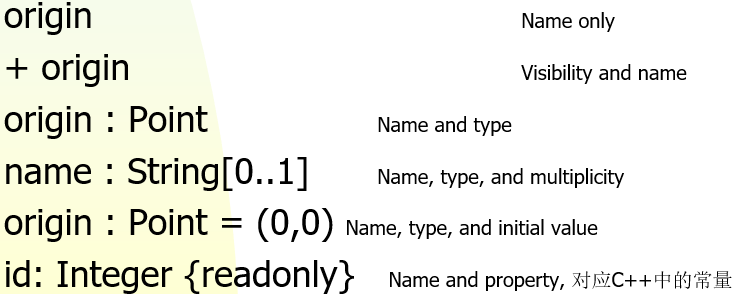 origin Name only
+ origin Visibility and name
origin : Point Name and type
name : String[0..1] Name, type, and multiplicity
origin : Point = (0,0) Name, type, and initial value
id: Integer {readonly} Name and property, 对应C++中的常量